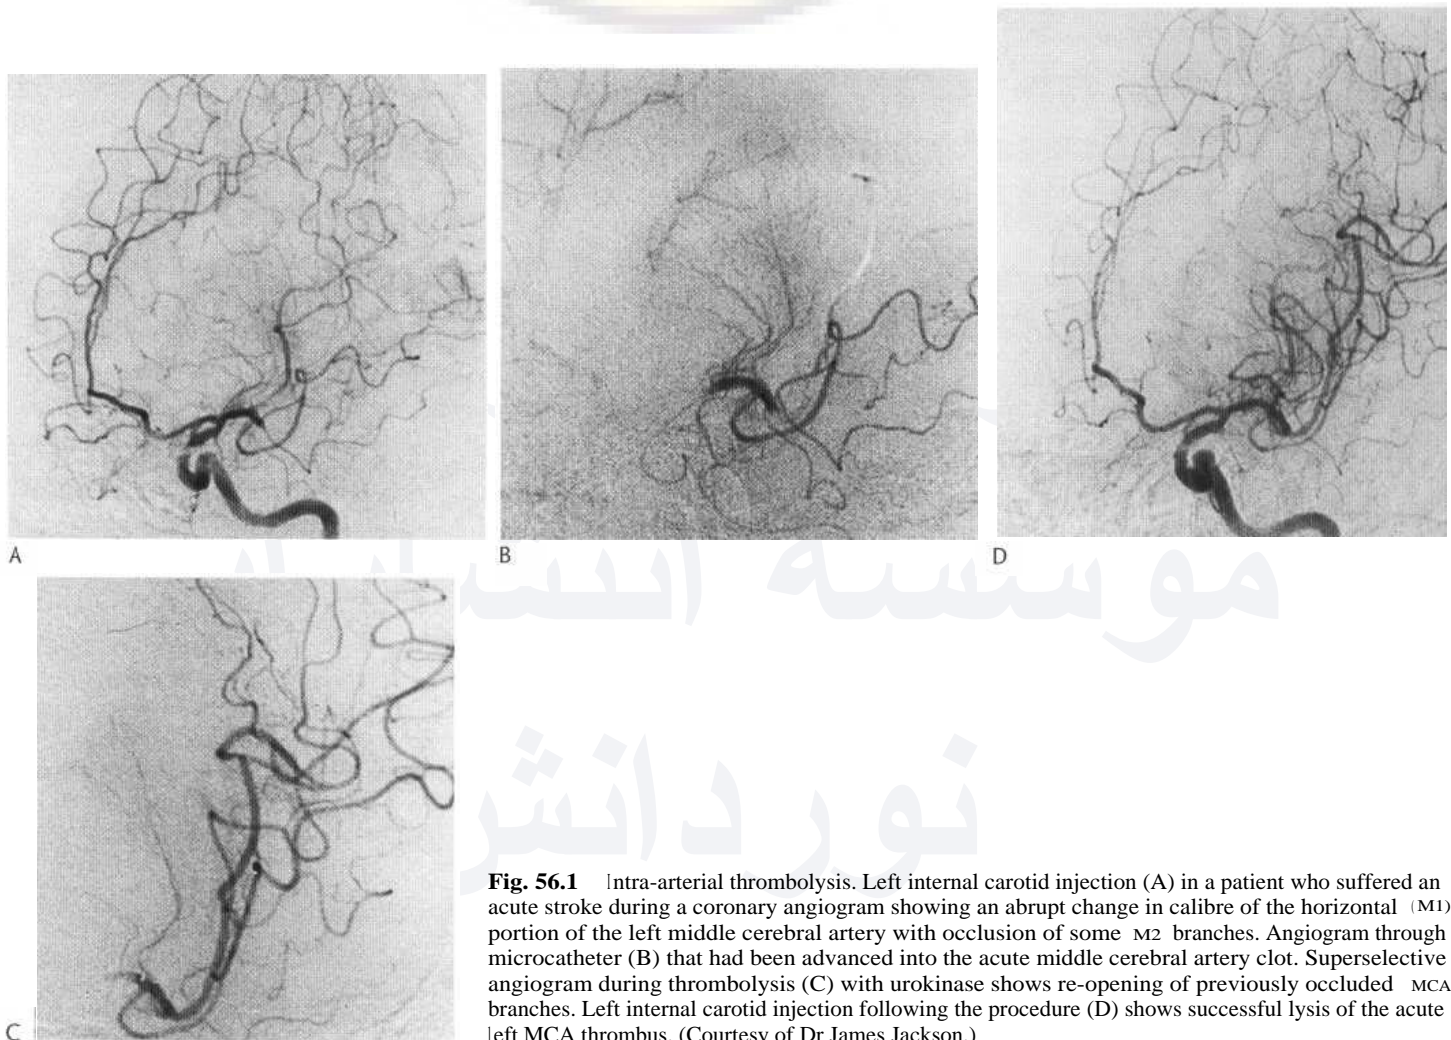 A
B
D
مؤسسه انتشارات
نوردانش
C
Fig. 56.1 Intra-arterial thrombolysis. Left internal carotid injection (A) in a patient who suffered an
acute stroke during a coronary angiogram showing an abrupt change in calibre of the horizontal (M1)
portion of the left middle cerebral artery with occlusion of some M2 branches. Angiogram through
microcatheter (B) that had been advanced into the acute middle cerebral artery clot. Superselective
angiogram during thrombolysis (C) with urokinase shows re-opening of previously occluded MCA
branches. Left internal carotid injection following the procedure (D) shows successful lysis of the acute
left MCA thrombus. (Courtesy of Dr James Jackson.)